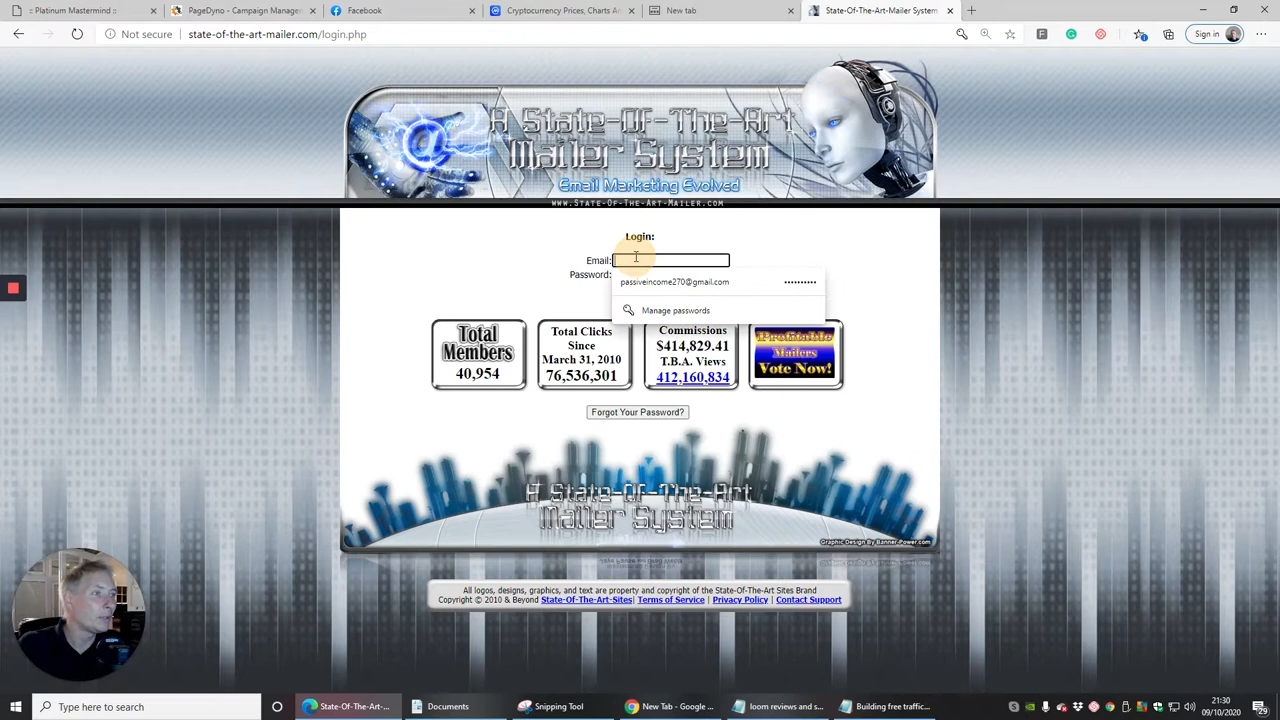 :: Platinum Mastermind ::
PageDyno - Campaign Manage
Facebook
Cryptocurrency Prices, Charts Ar
New tab
State-Of-The-Art-Mailer System
Not secure
state-of-the-art-mailer.com/login.php
Sign in
A State-Of-The-Art
Mailer System
Email Marketing Evolved
www.State-Of-The-Art-Mailer.com
Login:
Email:
Password:
passiveincome270@gmail.com
••••••••••
Manage passwords
Total
Members
40,954
Total Clicks
Since
March 31, 2010
76,536,301
Commissions
$414,829.41
T.B.A. Views
412,160,834
Profitable
Mailers
Vote Now!
Forgot Your Password?
A State-Of-The-Art
Mailer System
Graphic Design By Banner-Power.com
All logos, designs, graphics, and text are property and copyright of the State-Of-The-Art Sites Brand
Copyright © 2010 & Beyond State-Of-The-Art-Sites| Terms of Service | Privacy Policy | Contact Support
Type here to search
State-Of-The-Art-...
Documents
Snipping Tool
New Tab - Google ...
loom reviews and s...
Building free traffic...
21:30
09/10/2020